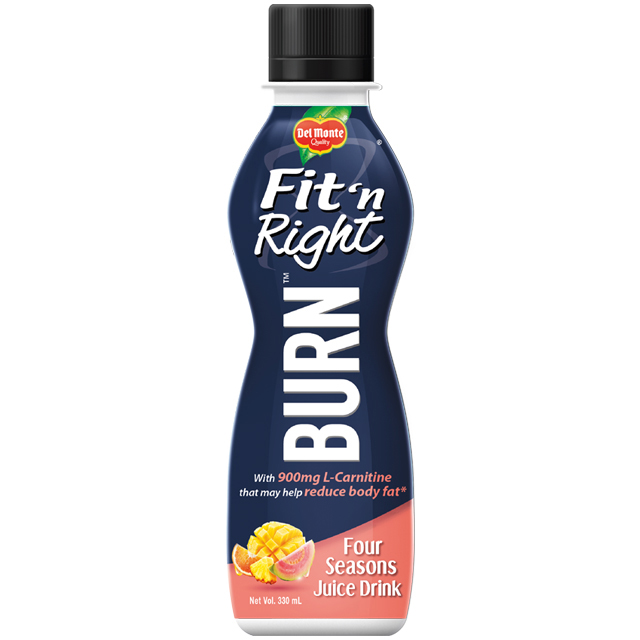 Del Monte
Quality
®
Fit 'n
Right
BURN™
With 900mg L-Carnitine
that may help reduce body fat*
Four
Seasons
Juice Drink
Net Vol. 330 mL